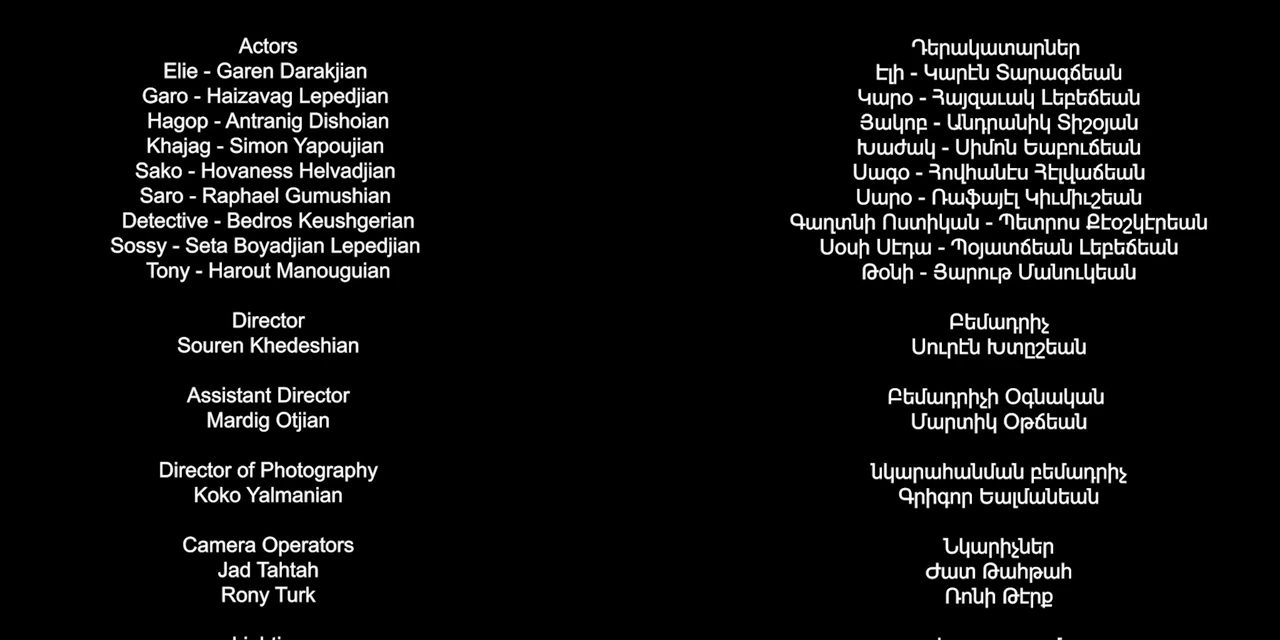 Actors
Elie - Garen Darakjian
Garo - Haizavag Lepedjian
Hagop - Antranig Dishoian
Khajag - Simon Yapoujian
Sako - Hovaness Helvadjian
Saro - Raphael Gumushian
Detective - Bedros Keushgerian
Sossy - Seta Boyadjian Lepedjian
Tony - Harout Manouguian
Director
Souren Khedeshian
Assistant Director
Mardig Otjian
Director of Photography
Koko Yalmanian
Camera Operators
Jad Tahtah
Rony Turk
Դերակատարներ
Էլի - Կարէն Տարագճեան
Կարօ - Հայզաւակ Լեբեճեան
Յակոբ - Անդրանիկ Տիշօյան
Խաժակ - Սիմոն Եաբուճեան
Սագօ - Հովհանէս Հէլվաճեան
Սարօ - Ռաֆայէլ Կիւմիւշեան
Գաղտնի Ոստիկան - Պետրոս Քէօշկէրեան
Սօսի Սէդա - Պօյատճեան Լեբեճեան
Թօնի - Յարութ Մանուկեան
Բեմադրիչ
Սուրէն Խտըշեան
Բեմադրիչի Օգնական
Մարտիկ Օթճեան
նկարահանման բեմադրիչ
Գրիգոր Եալմանեան
Նկարիչներ
Ժատ Թահթահ
Ռոնի Թէրք